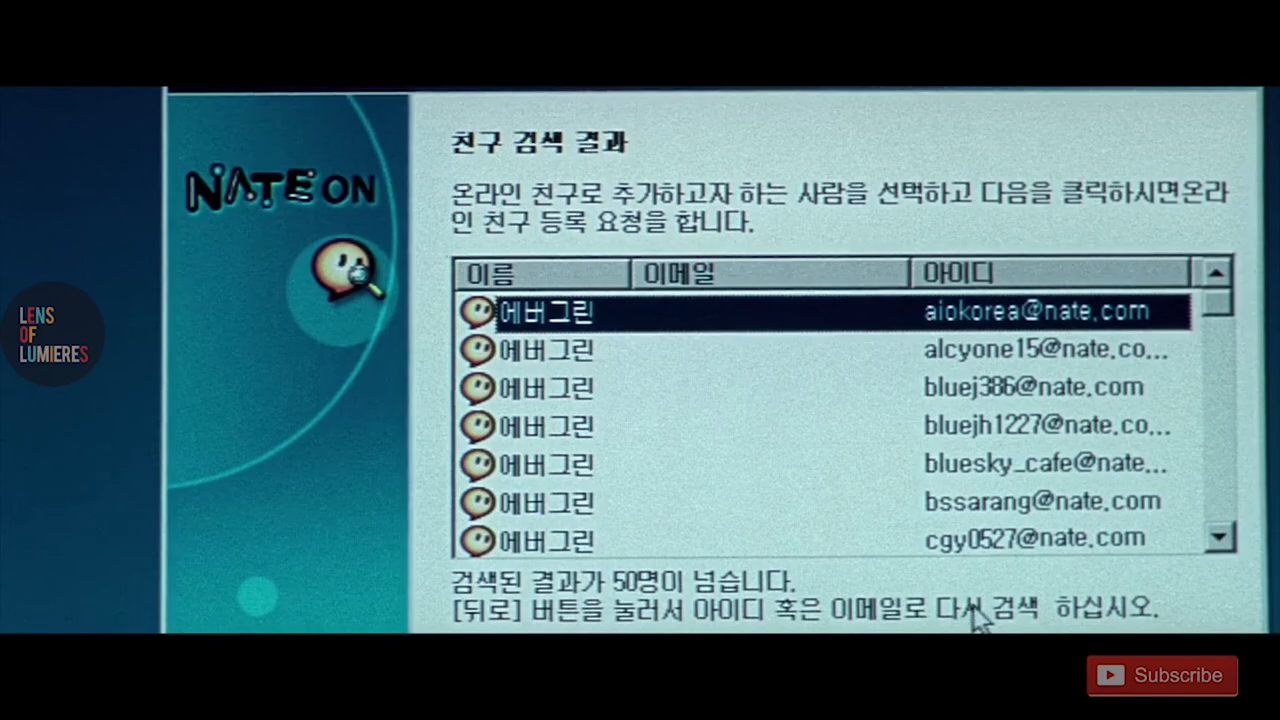 친구 검색 결과
NATE ON
온라인 친구로 추가하고자 하는 사람을 선택하고 다음을 클릭하시면온라
인 친구 등록 요청을 합니다.
이름 이메일 아이디
에버그린 aiokorea@nate.com
에버그린 alcyone15@nate.co...
에버그린 bluej386@nate.com
에버그린 bluejh1227@nate.co...
에버그린 bluesky_cafe@nate...
에버그린 bssarang@nate.com
에버그린 cgy0527@nate.com
검색된 결과가 50명이 넘습니다.
[뒤로] 버튼을 눌러서 아이디 혹은 이메일로 다시 검색 하십시오.
LENS
OF
LUMIERES
Subscribe